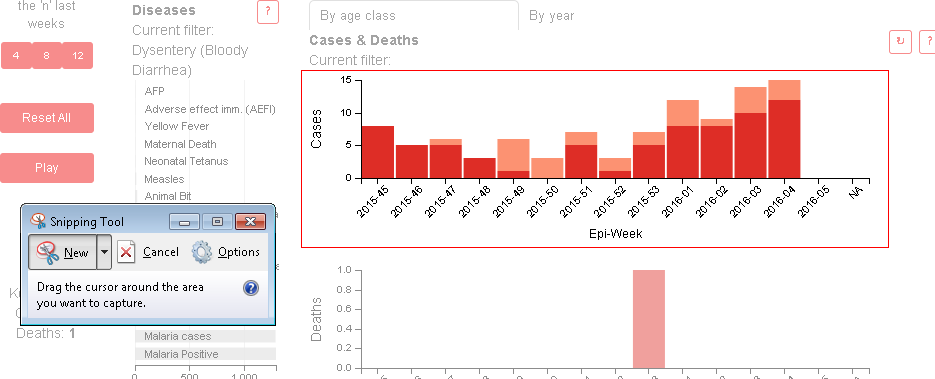 the 'n' last
weeks
4 8 12
Reset All
Play
Diseases
?
Current filter:
Dysentery (Bloody
Diarrhea)
AFP
Adverse effect imm. (AEFI)
Yellow Fever
Maternal Death
Neonatal Tetanus
Measles
Animal Bit
Snipping Tool
New
Cancel
Options
Drag the cursor around the area
you want to capture.
Deaths: 1
Malaria cases
Malaria Positive
0 500 1,000
By age class
By year
Cases & Deaths
↻ ?
Current filter:
15
10
5
0
Cases
2015-45 2015-46 2015-47 2015-48 2015-49 2015-50 2015-51 2015-52 2015-53 2016-01 2016-02 2016-03 2016-04 2016-05 NA
Epi-Week
1.0
0.8
0.6
0.4
0.2
0.0
Deaths